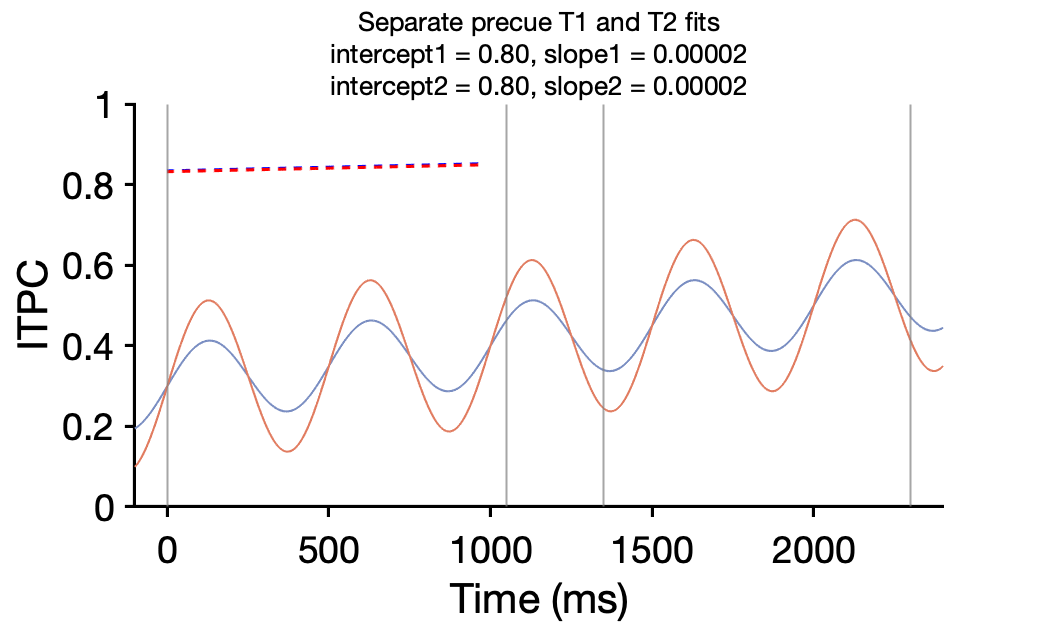 Separate precue T1 and T2 fits
intercept1 = 0.80, slope1 = 0.00002
intercept2 = 0.80, slope2 = 0.00002
1
0.8
0.6
0.4
0.2
0
ITPC
0 500 1000 1500 2000
Time (ms)